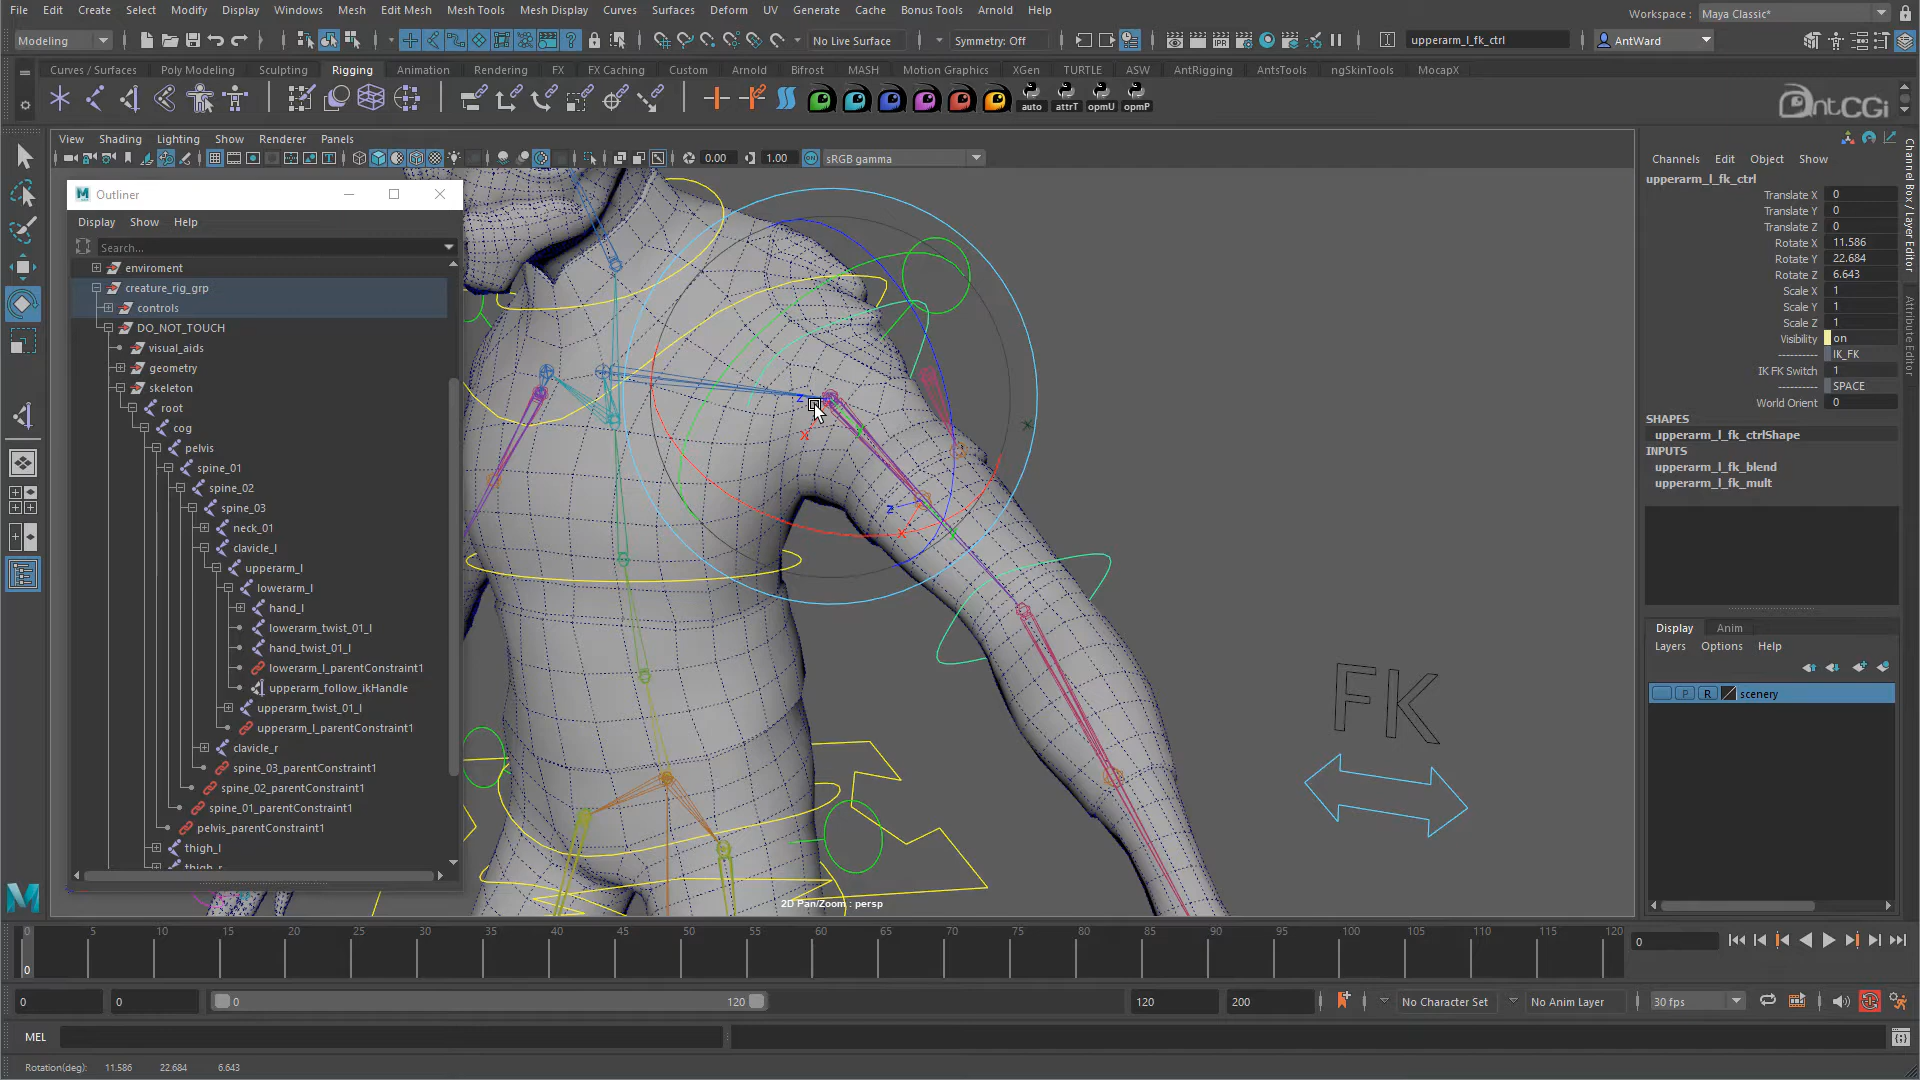 File Edit Create Select Modify Display Windows Mesh Edit Mesh Mesh Tools Mesh Display Curves Surfaces Deform UV Generate Cache Bonus Tools Arnold Help
Workspace : Maya Classic*
Modeling
No Live Surface
Symmetry: Off
upperarm_l_fk_ctrl
AntWard
Curves / Surfaces Poly Modeling Sculpting Rigging Animation Rendering FX FX Caching Custom Arnold Bifrost MASH Motion Graphics XGen TURTLE ASW AntRigging AntsTools ngSkinTools MocapX
auto attrT opmU opmP
AntCGi
View Shading Lighting Show Renderer Panels
0.00 1.00 sRGB gamma
Outliner
Display Show Help
Search...
enviroment
creature_rig_grp
controls
DO_NOT_TOUCH
visual_aids
geometry
skeleton
root
cog
pelvis
spine_01
spine_02
spine_03
neck_01
clavicle_l
upperarm_l
lowerarm_l
hand_l
lowerarm_twist_01_l
hand_twist_01_l
lowerarm_l_parentConstraint1
upperarm_follow_ikHandle
upperarm_twist_01_l
upperarm_l_parentConstraint1
clavicle_r
spine_03_parentConstraint1
spine_02_parentConstraint1
spine_01_parentConstraint1
pelvis_parentConstraint1
thigh_l
thigh_r
FK
2D Pan/Zoom : persp
Channels Edit Object Show
upperarm_l_fk_ctrl
Translate X 0
Translate Y 0
Translate Z 0
Rotate X 11.586
Rotate Y 22.684
Rotate Z 6.643
Scale X 1
Scale Y 1
Scale Z 1
Visibility on
---------- IK_FK
IK FK Switch 1
---------- SPACE
World Orient 0
SHAPES
upperarm_l_fk_ctrlShape
INPUTS
upperarm_l_fk_blend
upperarm_l_fk_mult
Channel Box / Layer Editor
Attribute Editor
Display Anim
Layers Options Help
P R scenery
0 5 10 15 20 25 30 35 40 45 50 55 60 65 70 75 80 85 90 95 100 105 110 115 120
0
0
0 0 0 120 120 200 No Character Set No Anim Layer 30 fps
MEL
Rotation(deg): 11.586 22.684 6.643